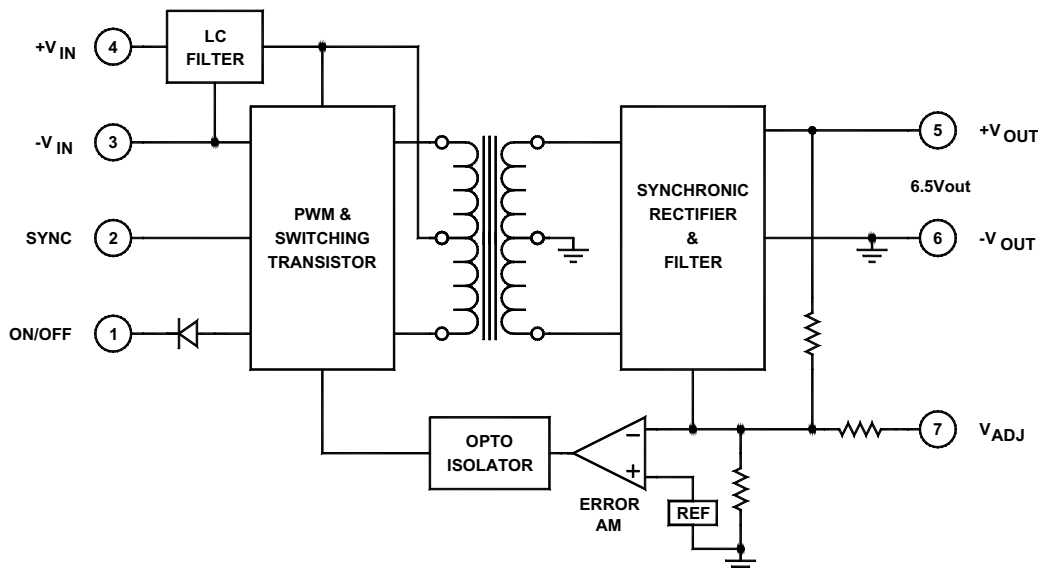 +V IN
4
LC
FILTER
-V IN
3
SYNC
2
ON/OFF
1
PWM &
SWITCHING
TRANSISTOR
SYNCHRONIC
RECTIFIER
&
FILTER
5
+V OUT
6.5Vout
6
-V OUT
7
V ADJ
OPTO
ISOLATOR
−
+
ERROR
AM
REF